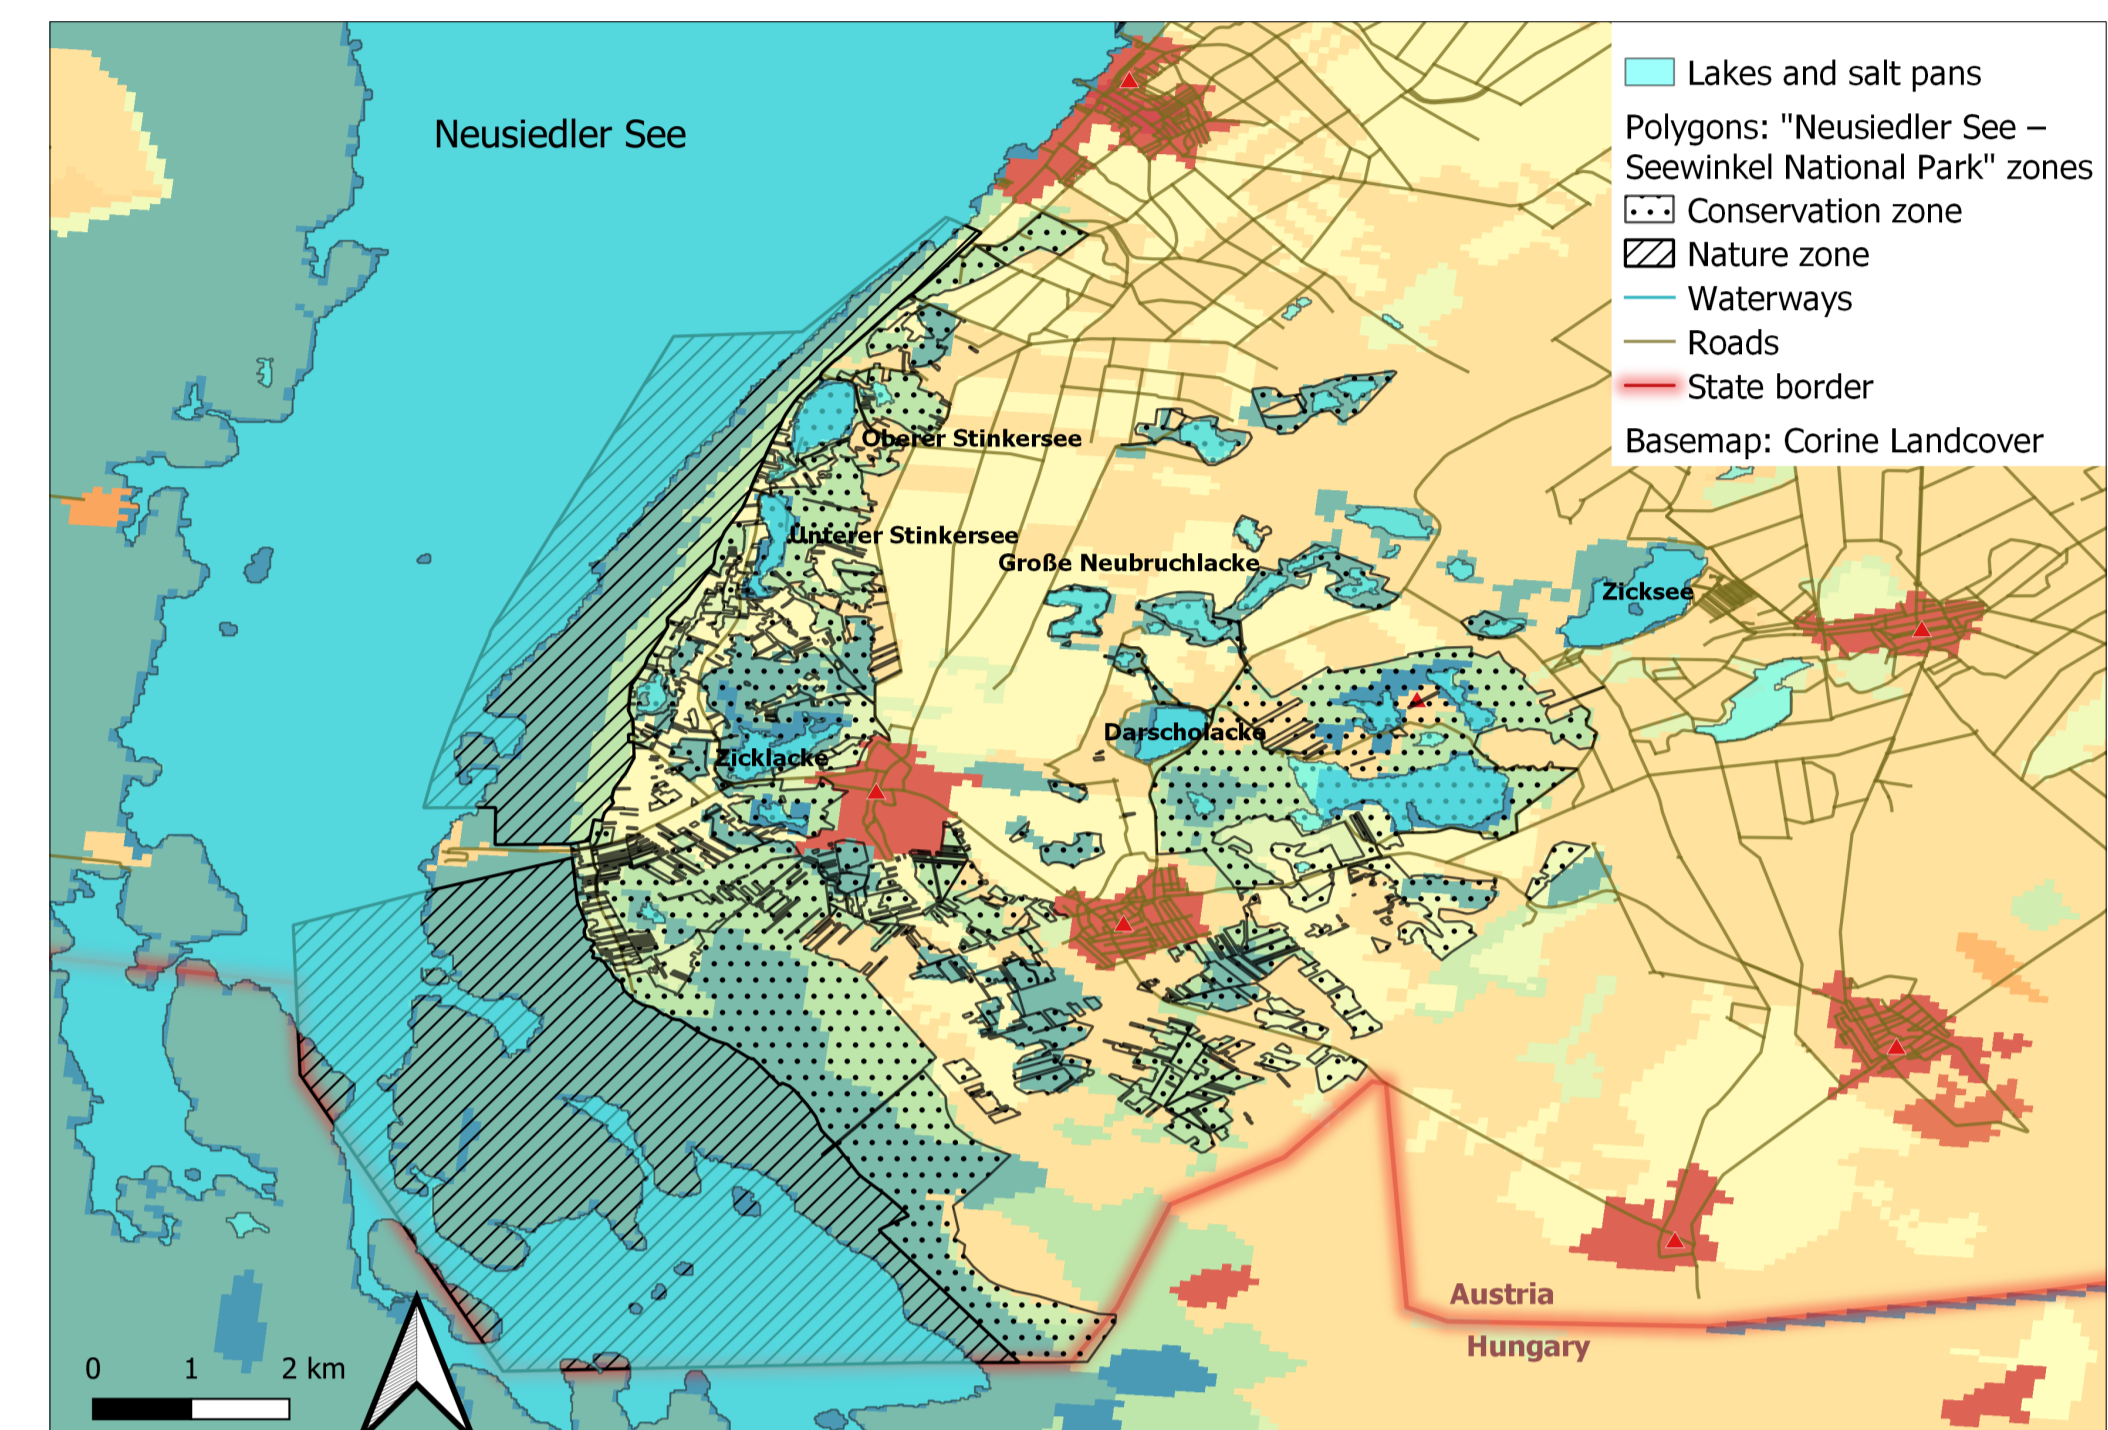 Neusiedler See
Lakes and salt pans
Polygons: "Neusiedler See –
Seewinkel National Park" zones
Conservation zone
Nature zone
Waterways
Roads
State border
Basemap: Corine Landcover
Oberer Stinkersee
Unterer Stinkersee
Große Neubruchlacke
Zicksee
Darscholacke
Zicklacke
Austria
Hungary
0 1 2 km